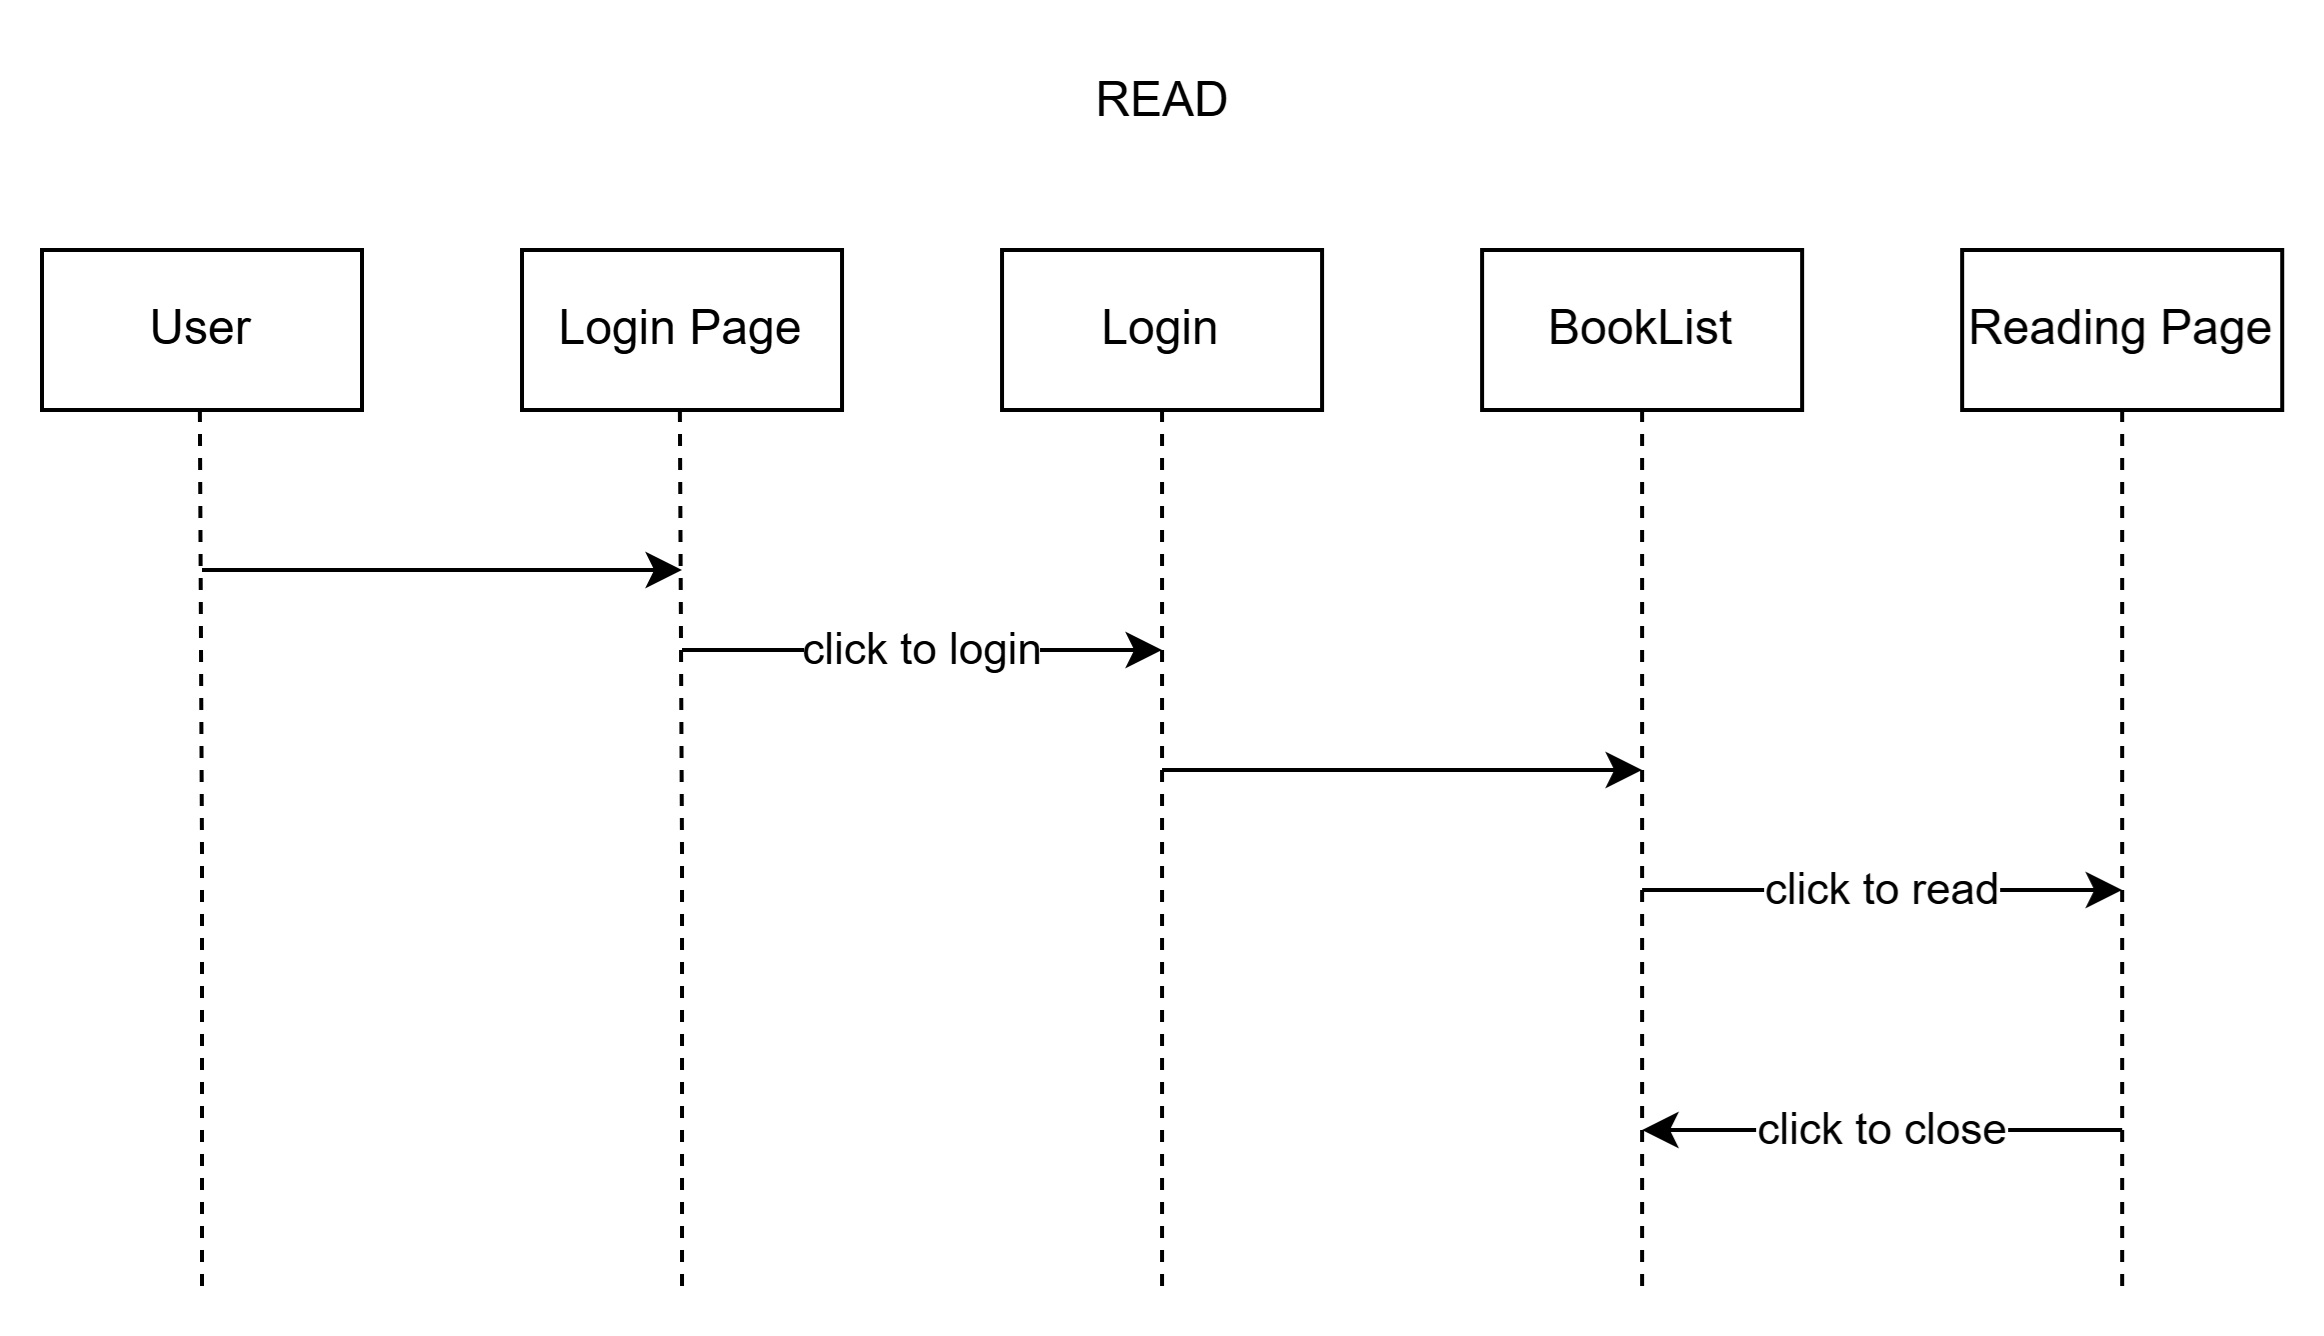 READ
User
Login Page
Login
BookList
Reading Page
click to login
click to read
click to close